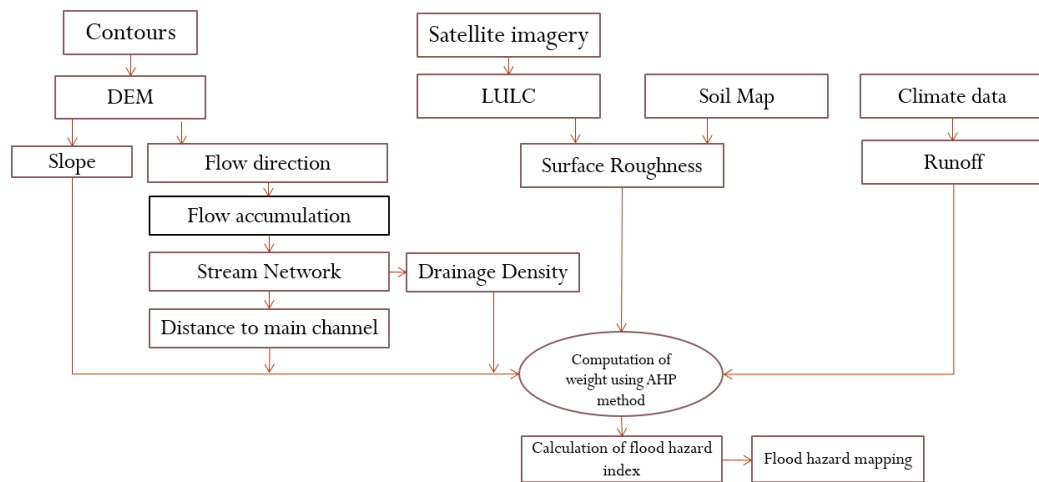 Contours
Satellite imagery
DEM
LULC
Soil Map
Climate data
Slope
Flow direction
Surface Roughness
Runoff
Flow accumulation
Stream Network
Drainage Density
Distance to main channel
Computation of
weight using AHP
method
Calculation of flood hazard
index
Flood hazard mapping